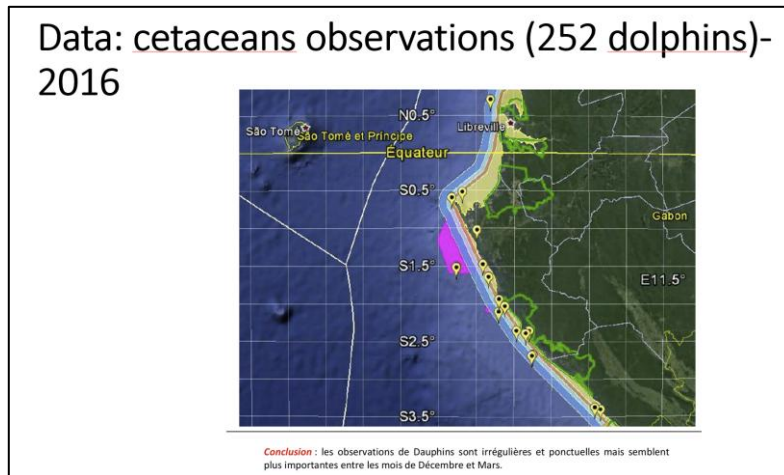 Data: cetaceans observations (252 dolphins)-
2016
N0.5°
São Tomé
São Tomé et Príncipe
Libreville
Équateur
S0.5°
Gabon
S1.5°
E11.5°
S2.5°
S3.5°
Conclusion : les observations de Dauphins sont irrégulières et ponctuelles mais semblent
plus importantes entre les mois de Décembre et Mars.